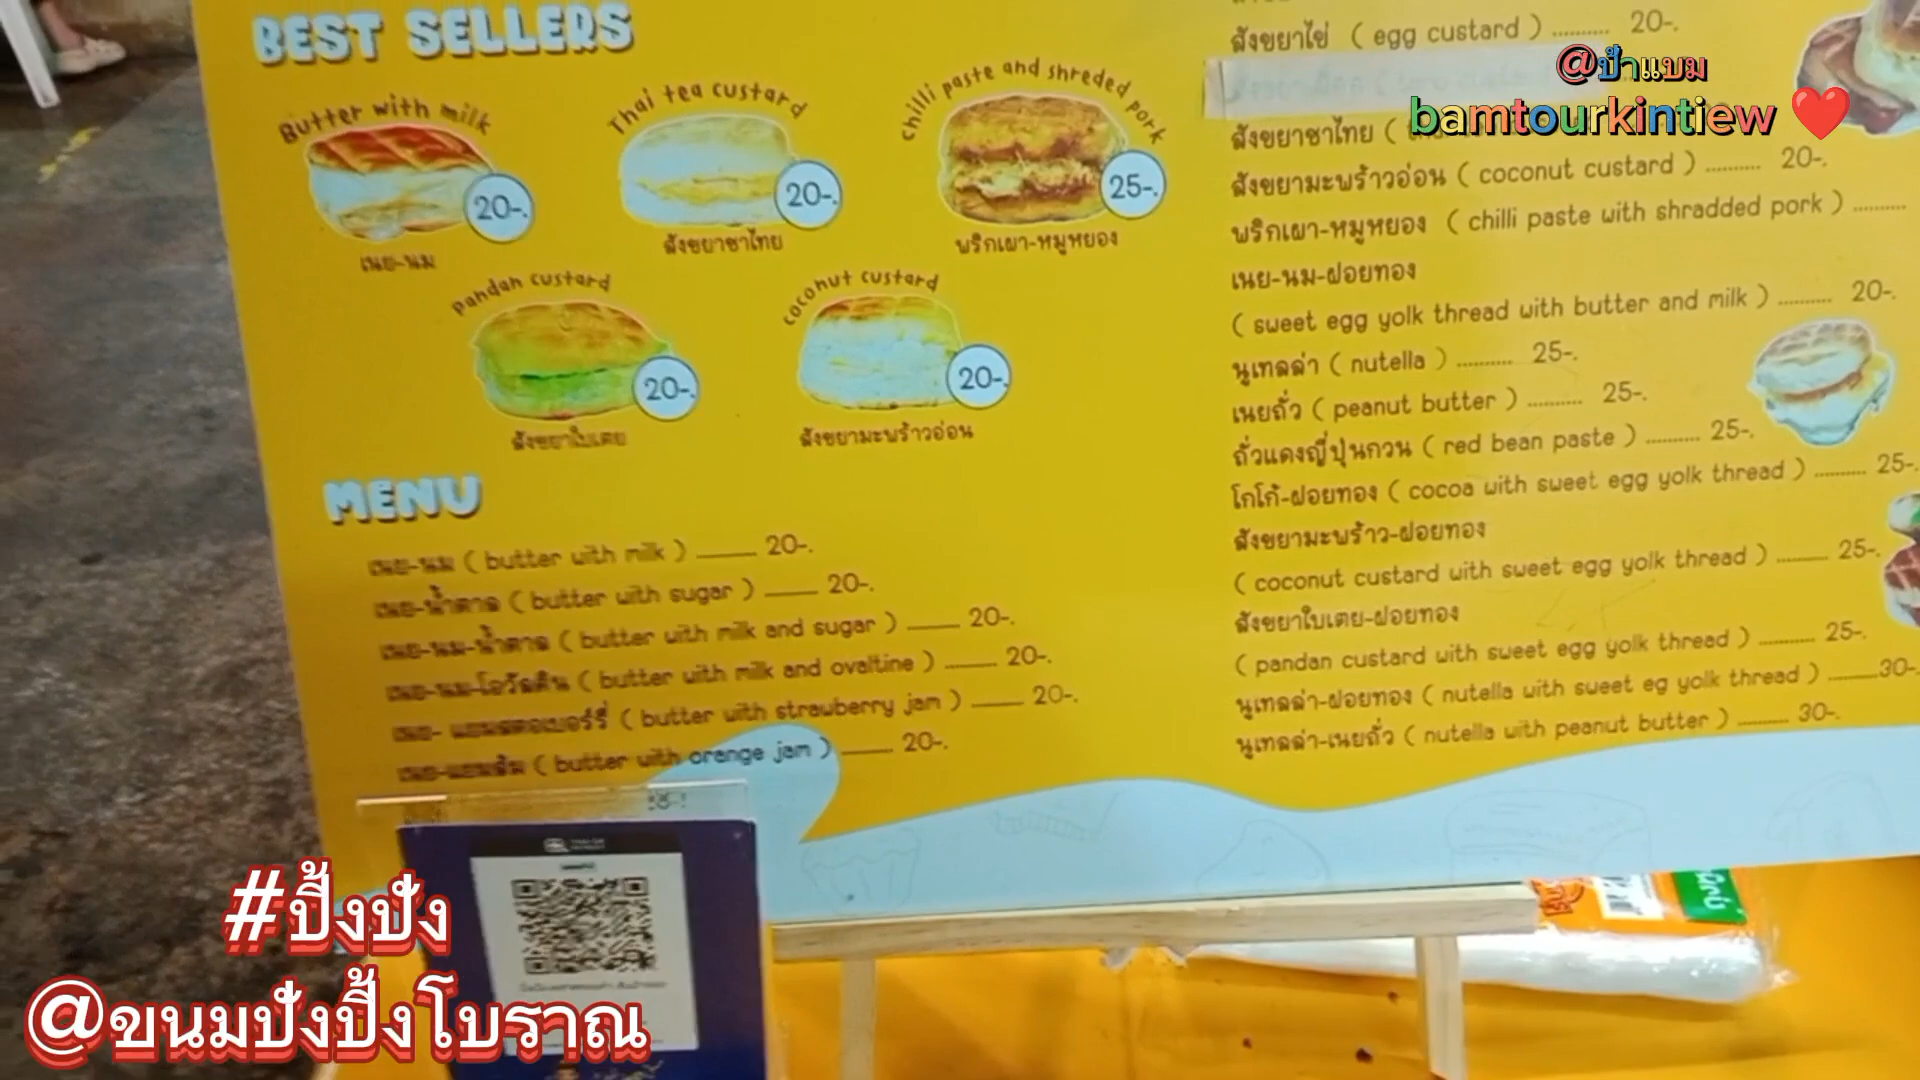 BEST SELLERS
Butter with milk
20-.
เนย-นม
Thai tea custard
20-.
สังขยาชาไทย
chilli paste and shreded pork
25-.
พริกเผา-หมูหยอง
pandan custard
20-.
สังขยาใบเตย
coconut custard
20-.
สังขยามะพร้าวอ่อน
MENU
เนย-นม ( butter with milk ) ____ 20-.
เนย-น้ำตาล ( butter with sugar ) ____ 20-.
เนย-นม-น้ำตาล ( butter with milk and sugar ) ____ 20-.
เนย-นม-โอวัลติน ( butter with milk and ovaltine ) ____ 20-.
เนย- แยมสตอเบอร์รี่ ( butter with strawberry jam ) ____ 20-.
เนย-แยมส้ม ( butter with orange jam ) ____ 20-.
สังขยาไข่ ( egg custard ) .......... 20-.
สังขยาชาไทย (
สังขยามะพร้าวอ่อน ( coconut custard ) .......... 20-.
พริกเผา-หมูหยอง ( chilli paste with shradded pork ) ..........
เนย-นม-ฝอยทอง
( sweet egg yolk thread with butter and milk ) .......... 20-.
นูเทลล่า ( nutella ) .......... 25-.
เนยถั่ว ( peanut butter ) .......... 25-.
ถั่วแดงญี่ปุ่นกวน ( red bean paste ) .......... 25-.
โกโก้-ฝอยทอง ( cocoa with sweet egg yolk thread ) .......... 25-.
สังขยามะพร้าว-ฝอยทอง
( coconut custard with sweet egg yolk thread ) .......... 25-.
สังขยาใบเตย-ฝอยทอง
( pandan custard with sweet egg yolk thread ) .......... 25-.
นูเทลล่า-ฝอยทอง ( nutella with sweet eg yolk thread ) ..........30-.
นูเทลล่า-เนยถั่ว ( nutella with peanut butter ) .......... 30-.
@ป้าแบม
bamtourkintiew ❤️
#ปิ้งปัง
@ขนมปังปิ้งโบราณ